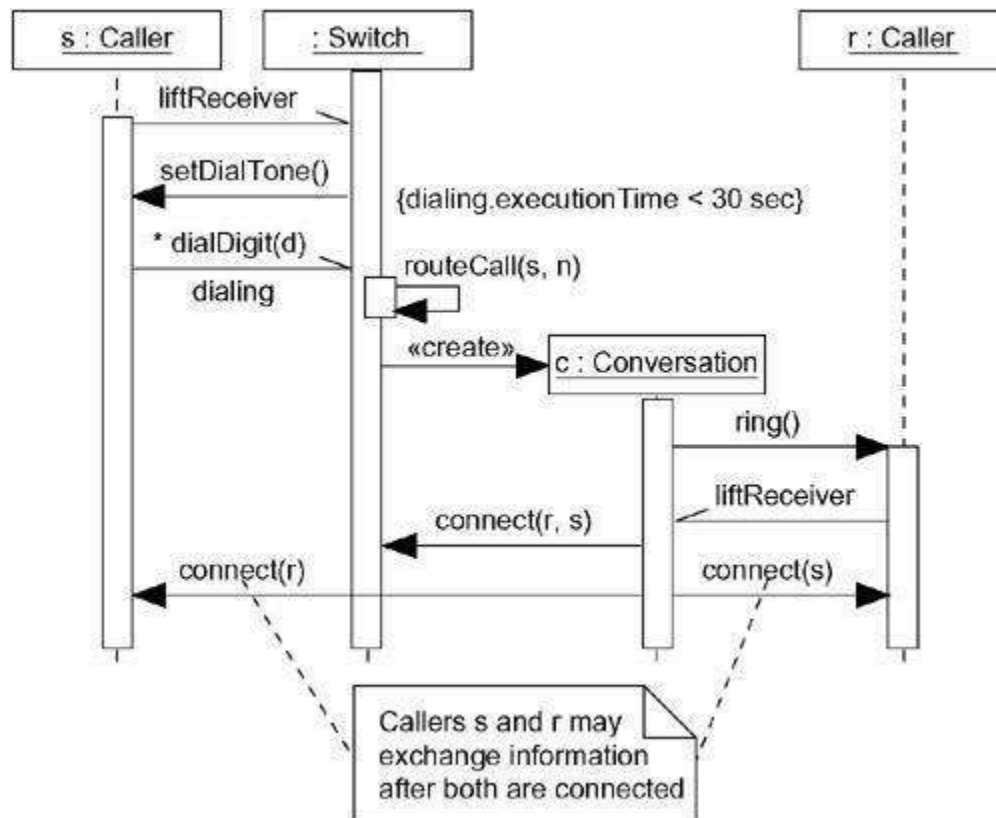 s : Caller
: Switch
r : Caller
liftReceiver
setDialTone()
{dialing.executionTime < 30 sec}
* dialDigit(d)
dialing
routeCall(s, n)
«create»
c : Conversation
ring()
liftReceiver
connect(r, s)
connect(r)
connect(s)
Callers s and r may
exchange information
after both are connected